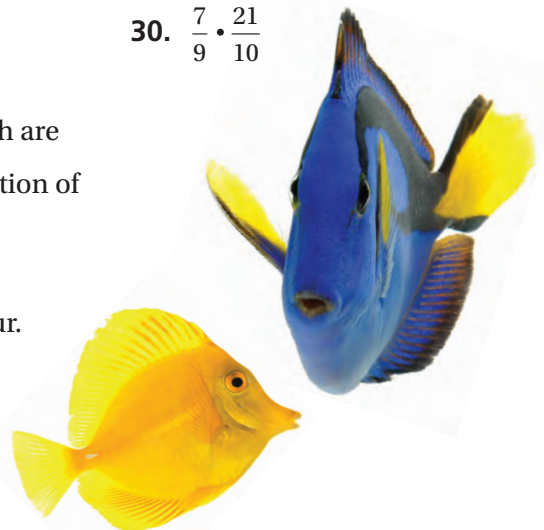 30. 7/9 • 21/10
h are
tion of
ur.